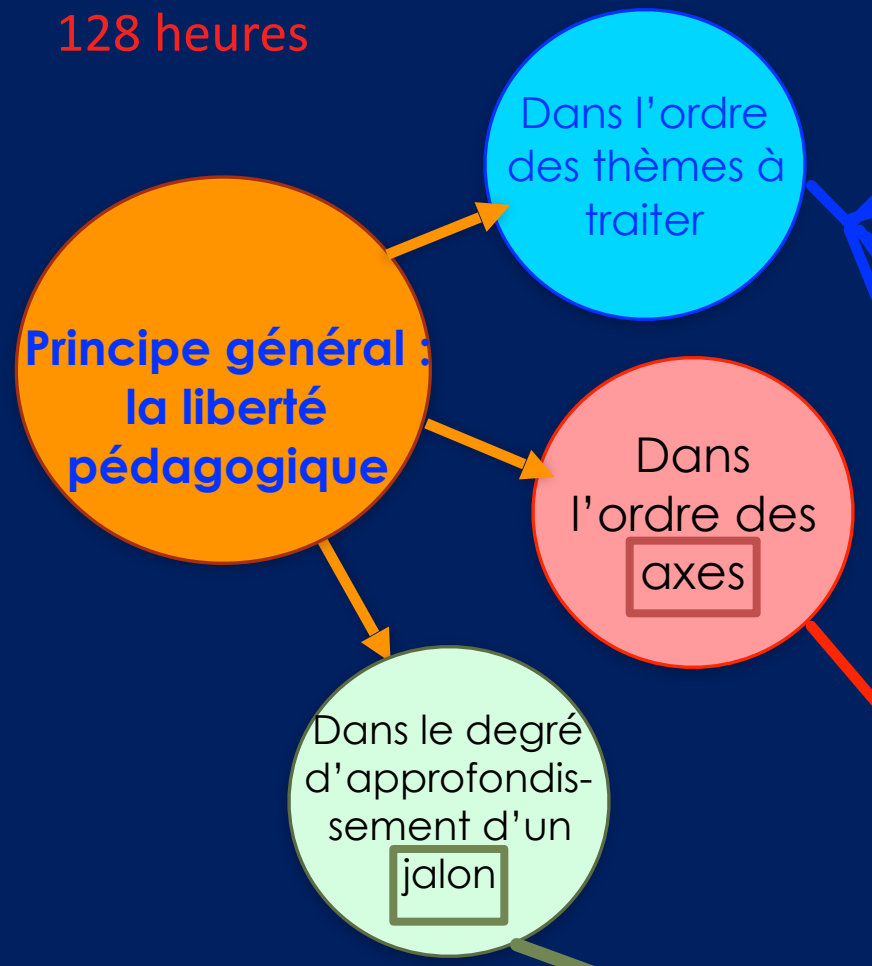 128 heures
Dans l’ordre
des thèmes à
traiter
Principe général :
la liberté
pédagogique
Dans
l’ordre des
axes
Dans le degré
d’approfondis-
sement d’un
jalon